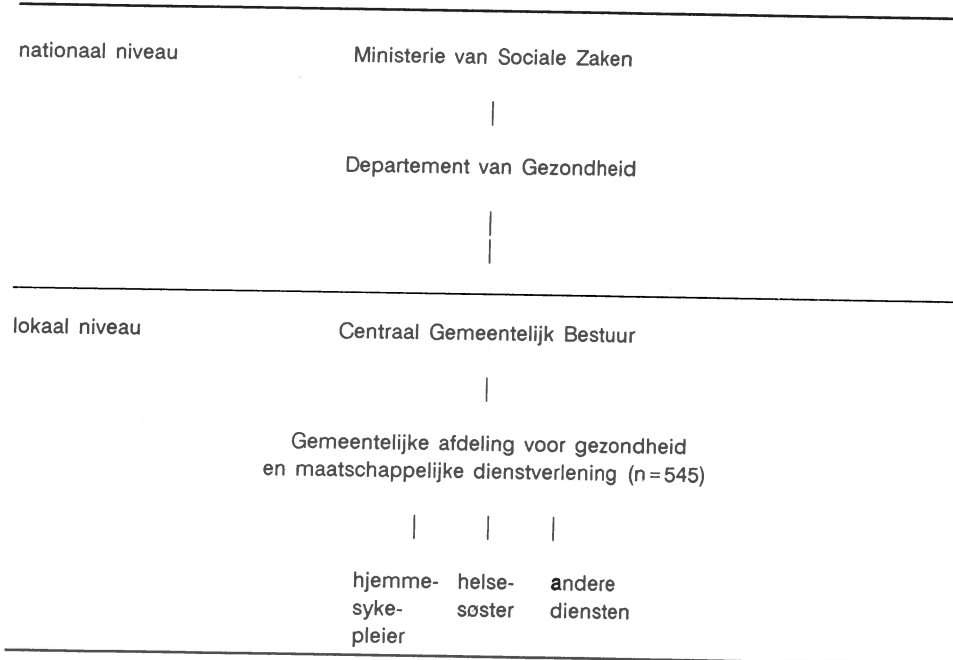 nationaal niveau Ministerie van Sociale Zaken
Departement van Gezondheid
lokaal niveau Centraal Gemeentelijk Bestuur
Gemeentelijke afdeling voor gezondheid
en maatschappelijke dienstverlening (n=545)
hjemme- helse- andere
syke- søster diensten
pleier